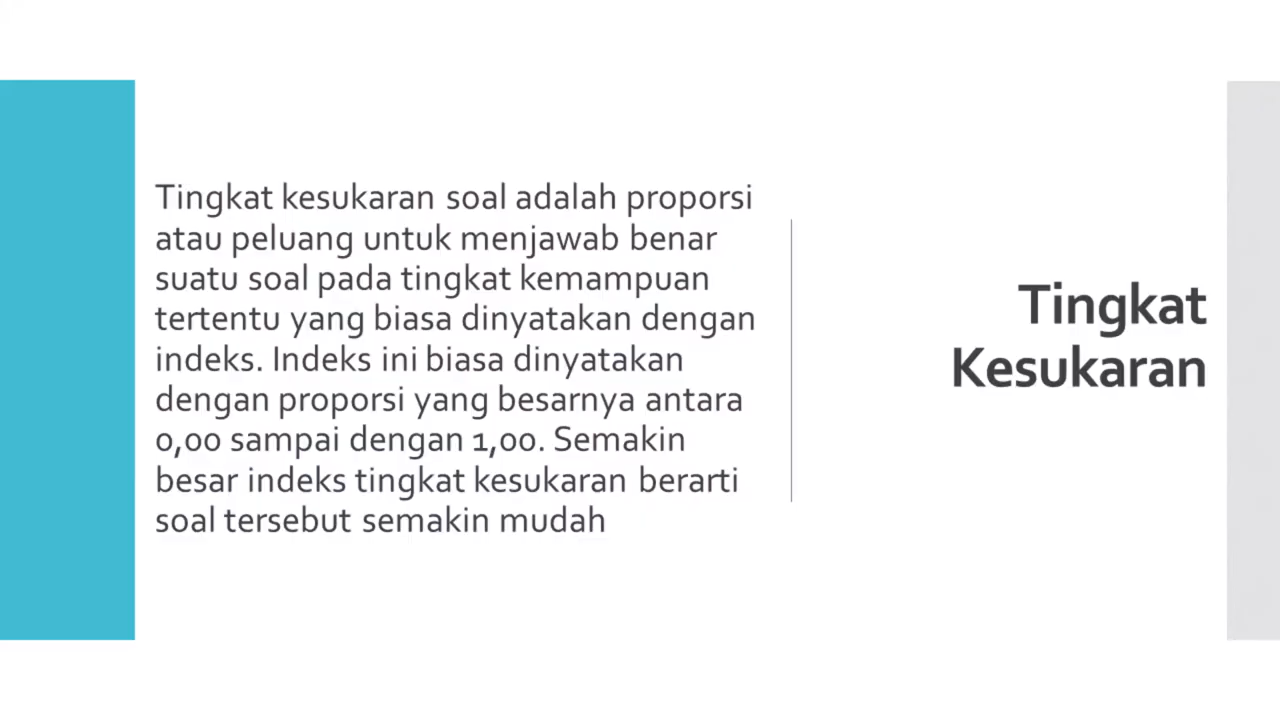 Tingkat kesukaran soal adalah proporsi
atau peluang untuk menjawab benar
suatu soal pada tingkat kemampuan
tertentu yang biasa dinyatakan dengan
indeks. Indeks ini biasa dinyatakan
dengan proporsi yang besarnya antara
0,00 sampai dengan 1,00. Semakin
besar indeks tingkat kesukaran berarti
soal tersebut semakin mudah
Tingkat
Kesukaran